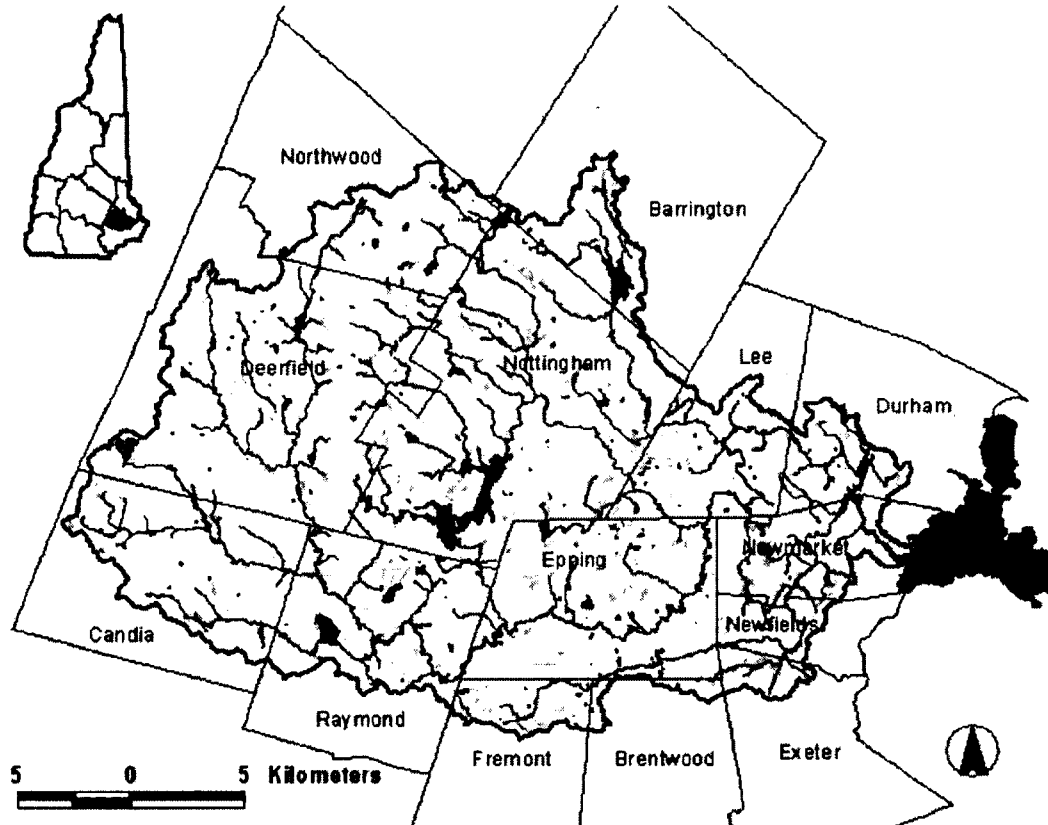 Northwood
Barrington
Deerfield
Nottingham
Lee
Durham
Epping
Newmarket
Newfields
Candia
Raymond
Fremont
Brentwood
Exeter
5 0 5 Kilometers